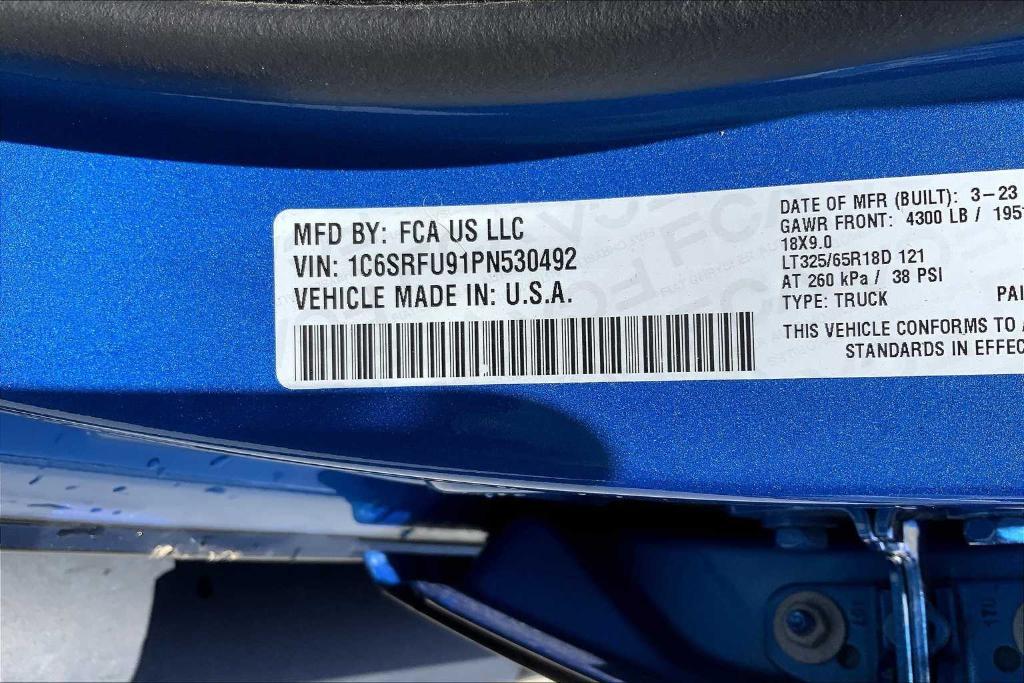 MFD BY: FCA US LLC
VIN: 1C6SRFU91PN530492
VEHICLE MADE IN: U.S.A.
DATE OF MFR (BUILT): 3-23
GAWR FRONT: 4300 LB / 195
18X9.0
LT325/65R18D 121
AT 260 kPa / 38 PSI
TYPE: TRUCK PAI
THIS VEHICLE CONFORMS TO A
STANDARDS IN EFFEC